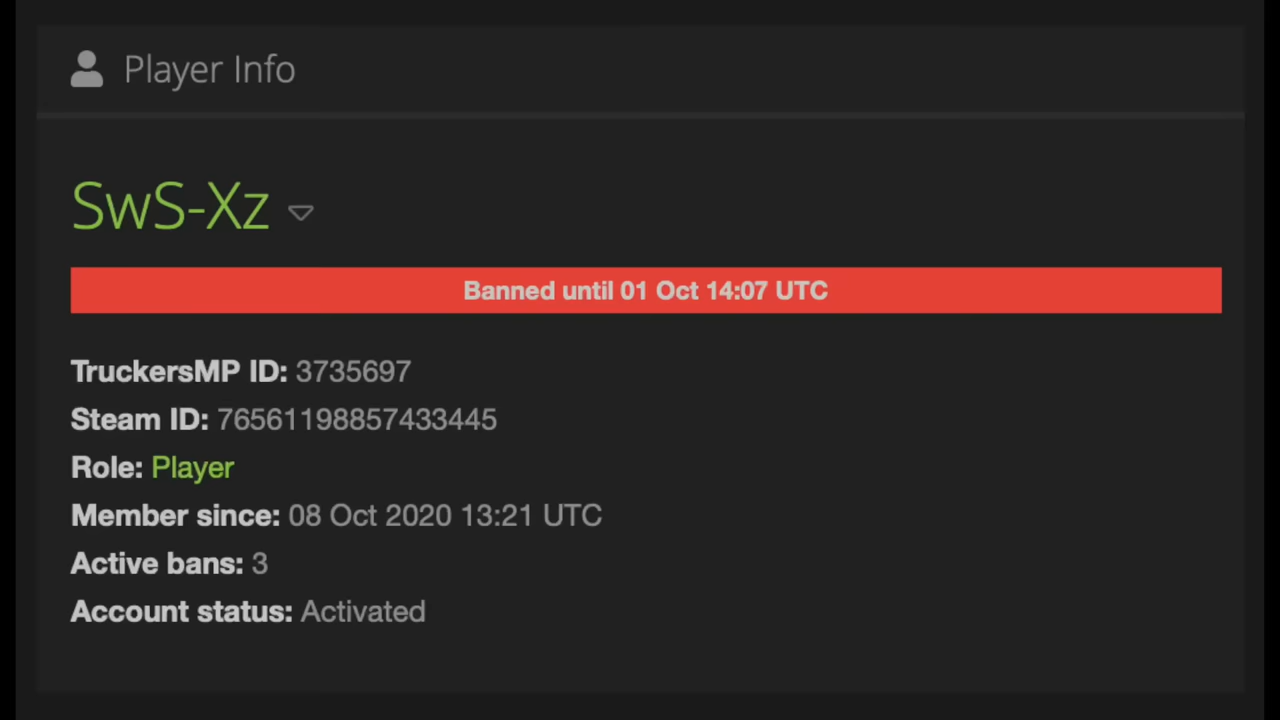 Player Info
SwS-Xz
Banned until 01 Oct 14:07 UTC
TruckersMP ID: 3735697
Steam ID: 76561198857433445
Role: Player
Member since: 08 Oct 2020 13:21 UTC
Active bans: 3
Account status: Activated